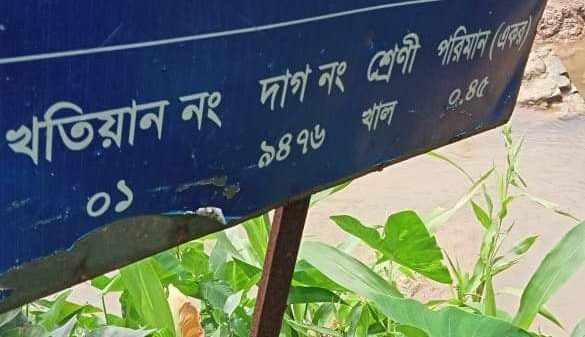 খতিয়ান নং দাগ নং শ্রেণী পরিমান (একর)
০১ ৯৪৭৬ খাল ০.৪৫